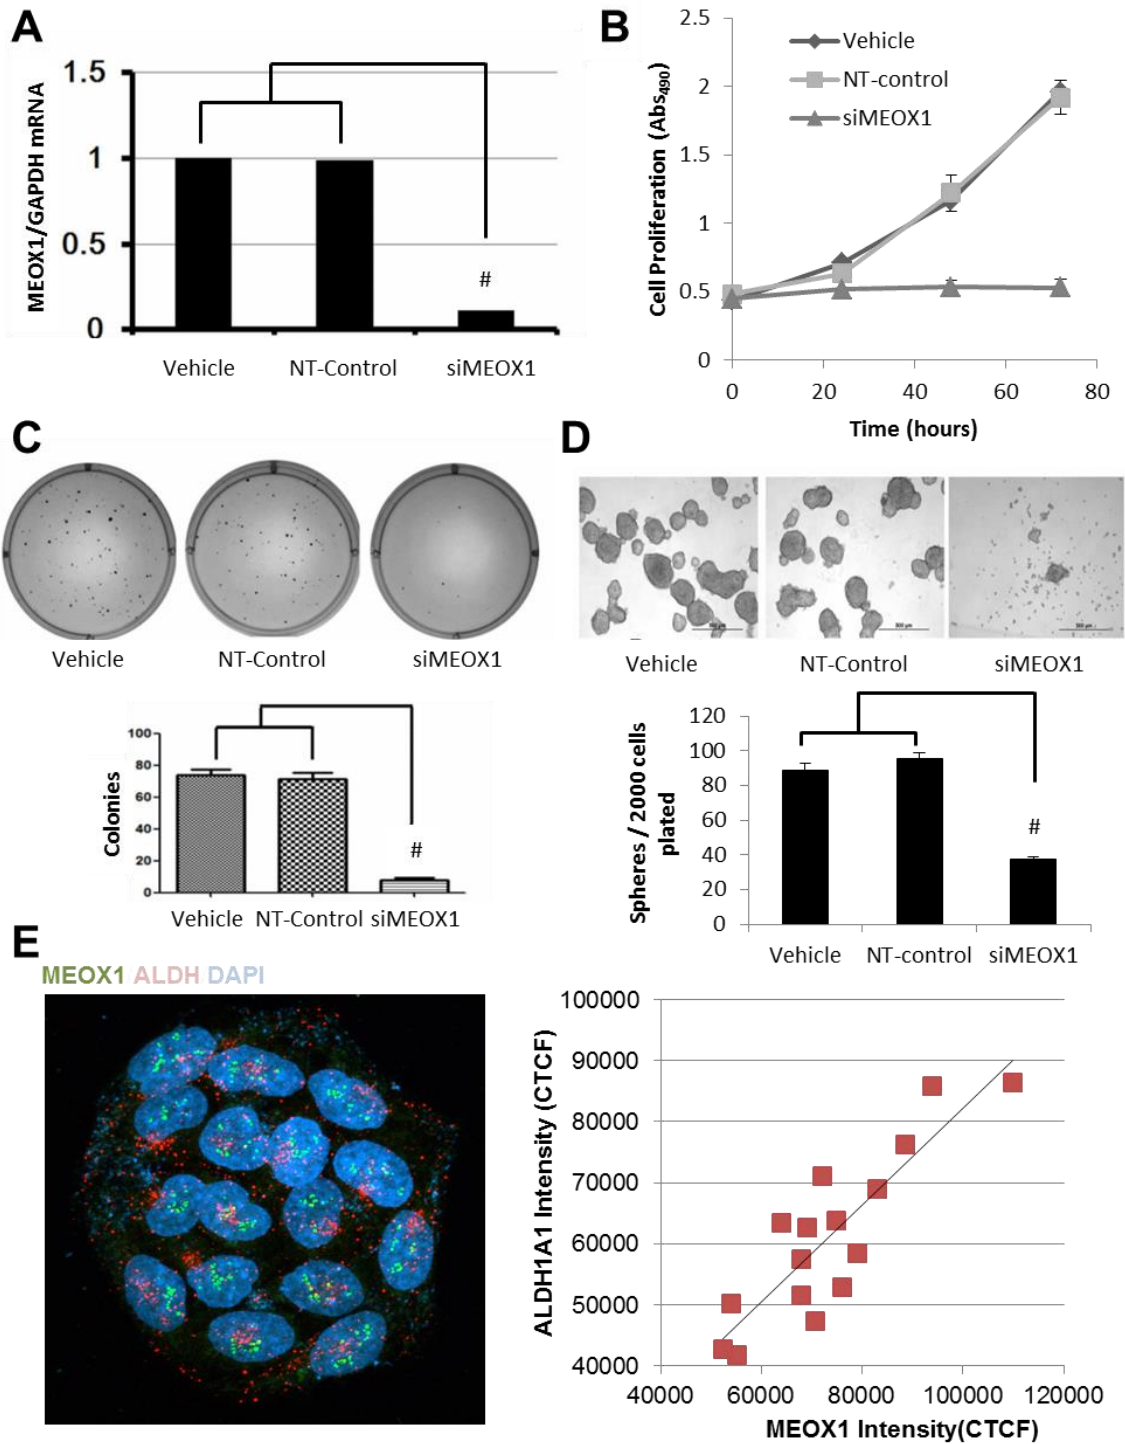 A
MEOX1/GAPDH mRNA
1.5
1
0.5
0
#
Vehicle NT-Control siMEOX1
B
Cell Proliferation (Abs490)
2.5
2
1.5
1
0.5
0
Vehicle
NT-control
siMEOX1
0 20 40 60 80
Time (hours)
C
Vehicle NT-Control siMEOX1
Colonies
100
80
60
40
20
0
#
Vehicle NT-Control siMEOX1
D
500 µm
Vehicle NT-Control siMEOX1
Spheres / 2000 cells
plated
120
100
80
60
40
20
0
#
Vehicle NT-control siMEOX1
E
MEOX1 ALDH DAPI
ALDH1A1 Intensity (CTCF)
100000
90000
80000
70000
60000
50000
40000
40000 60000 80000 100000 120000
MEOX1 Intensity(CTCF)